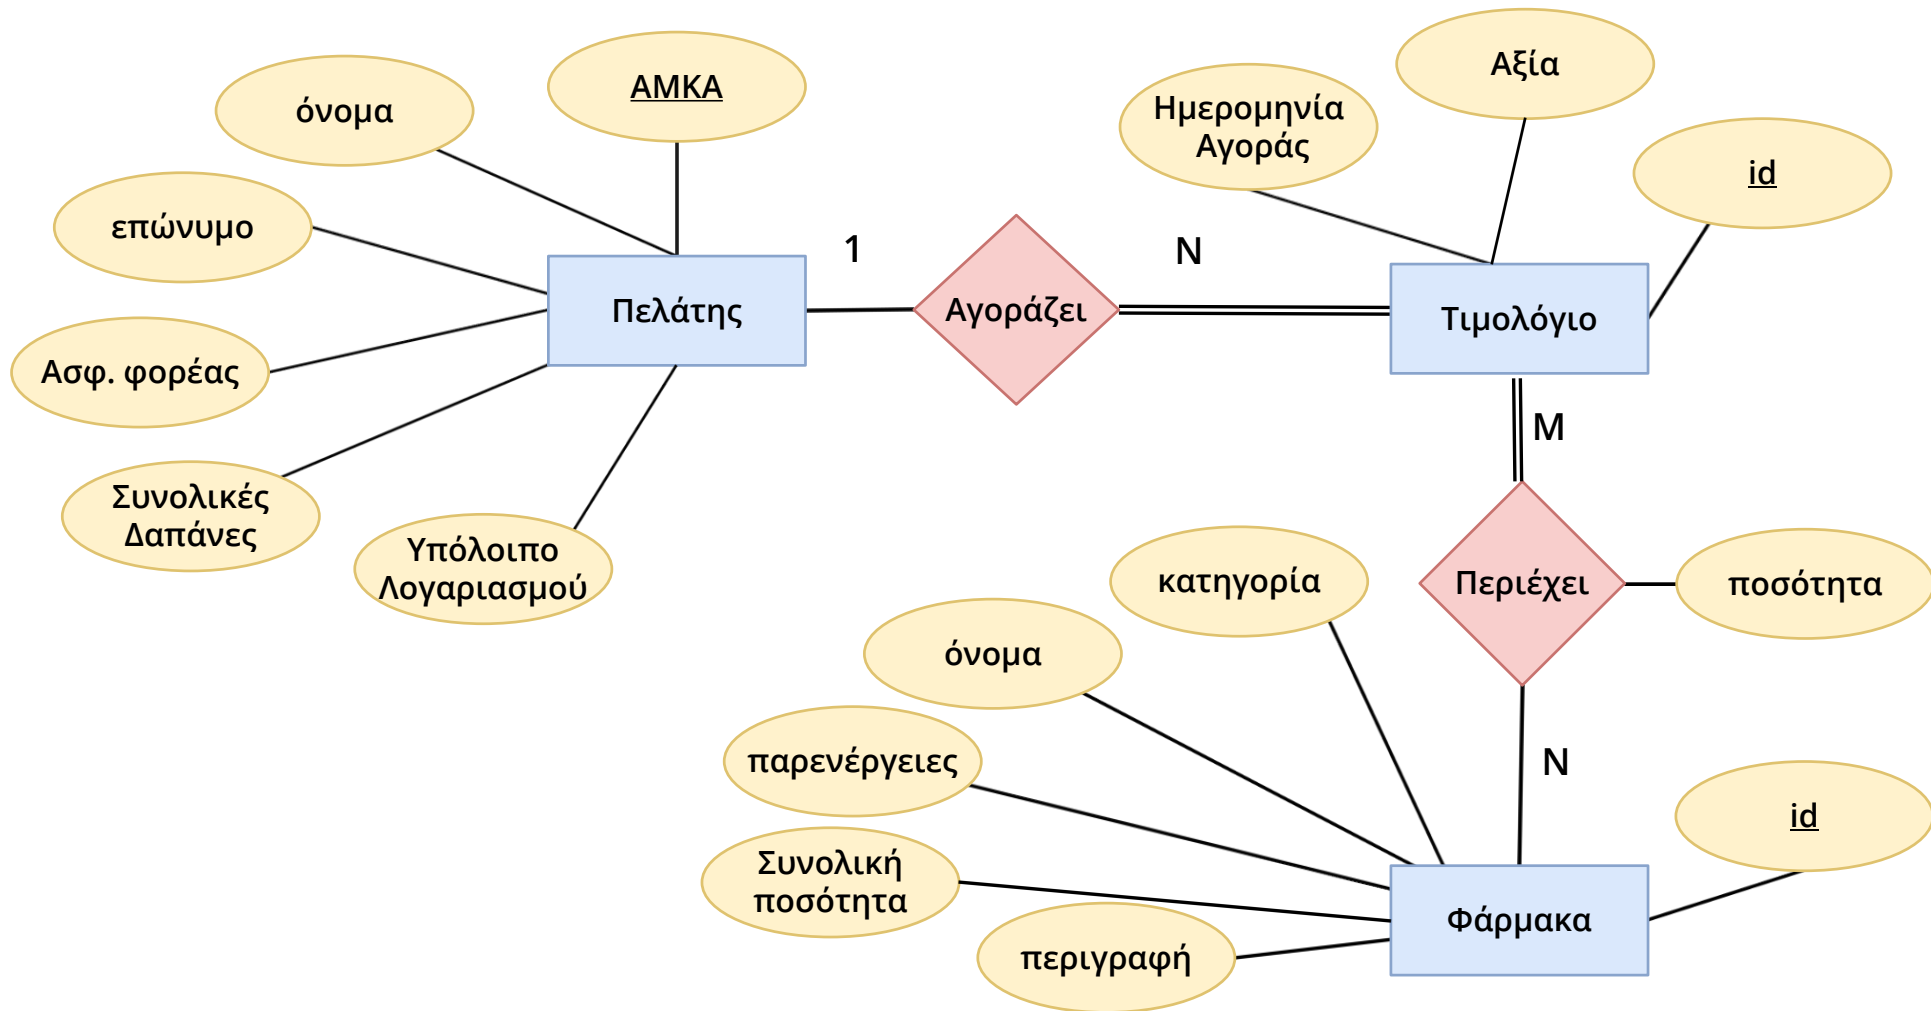 Αξία
ΑΜΚΑ
όνομα
Ημερομηνία
Αγοράς
id
επώνυμο
1
N
Πελάτης
Αγοράζει
Τιμολόγιο
Ασφ. φορέας
M
Συνολικές
Δαπάνες
Υπόλοιπο
Λογαριασμού
κατηγορία
Περιέχει
ποσότητα
όνομα
παρενέργειες
N
id
Συνολική
ποσότητα
Φάρμακα
περιγραφή